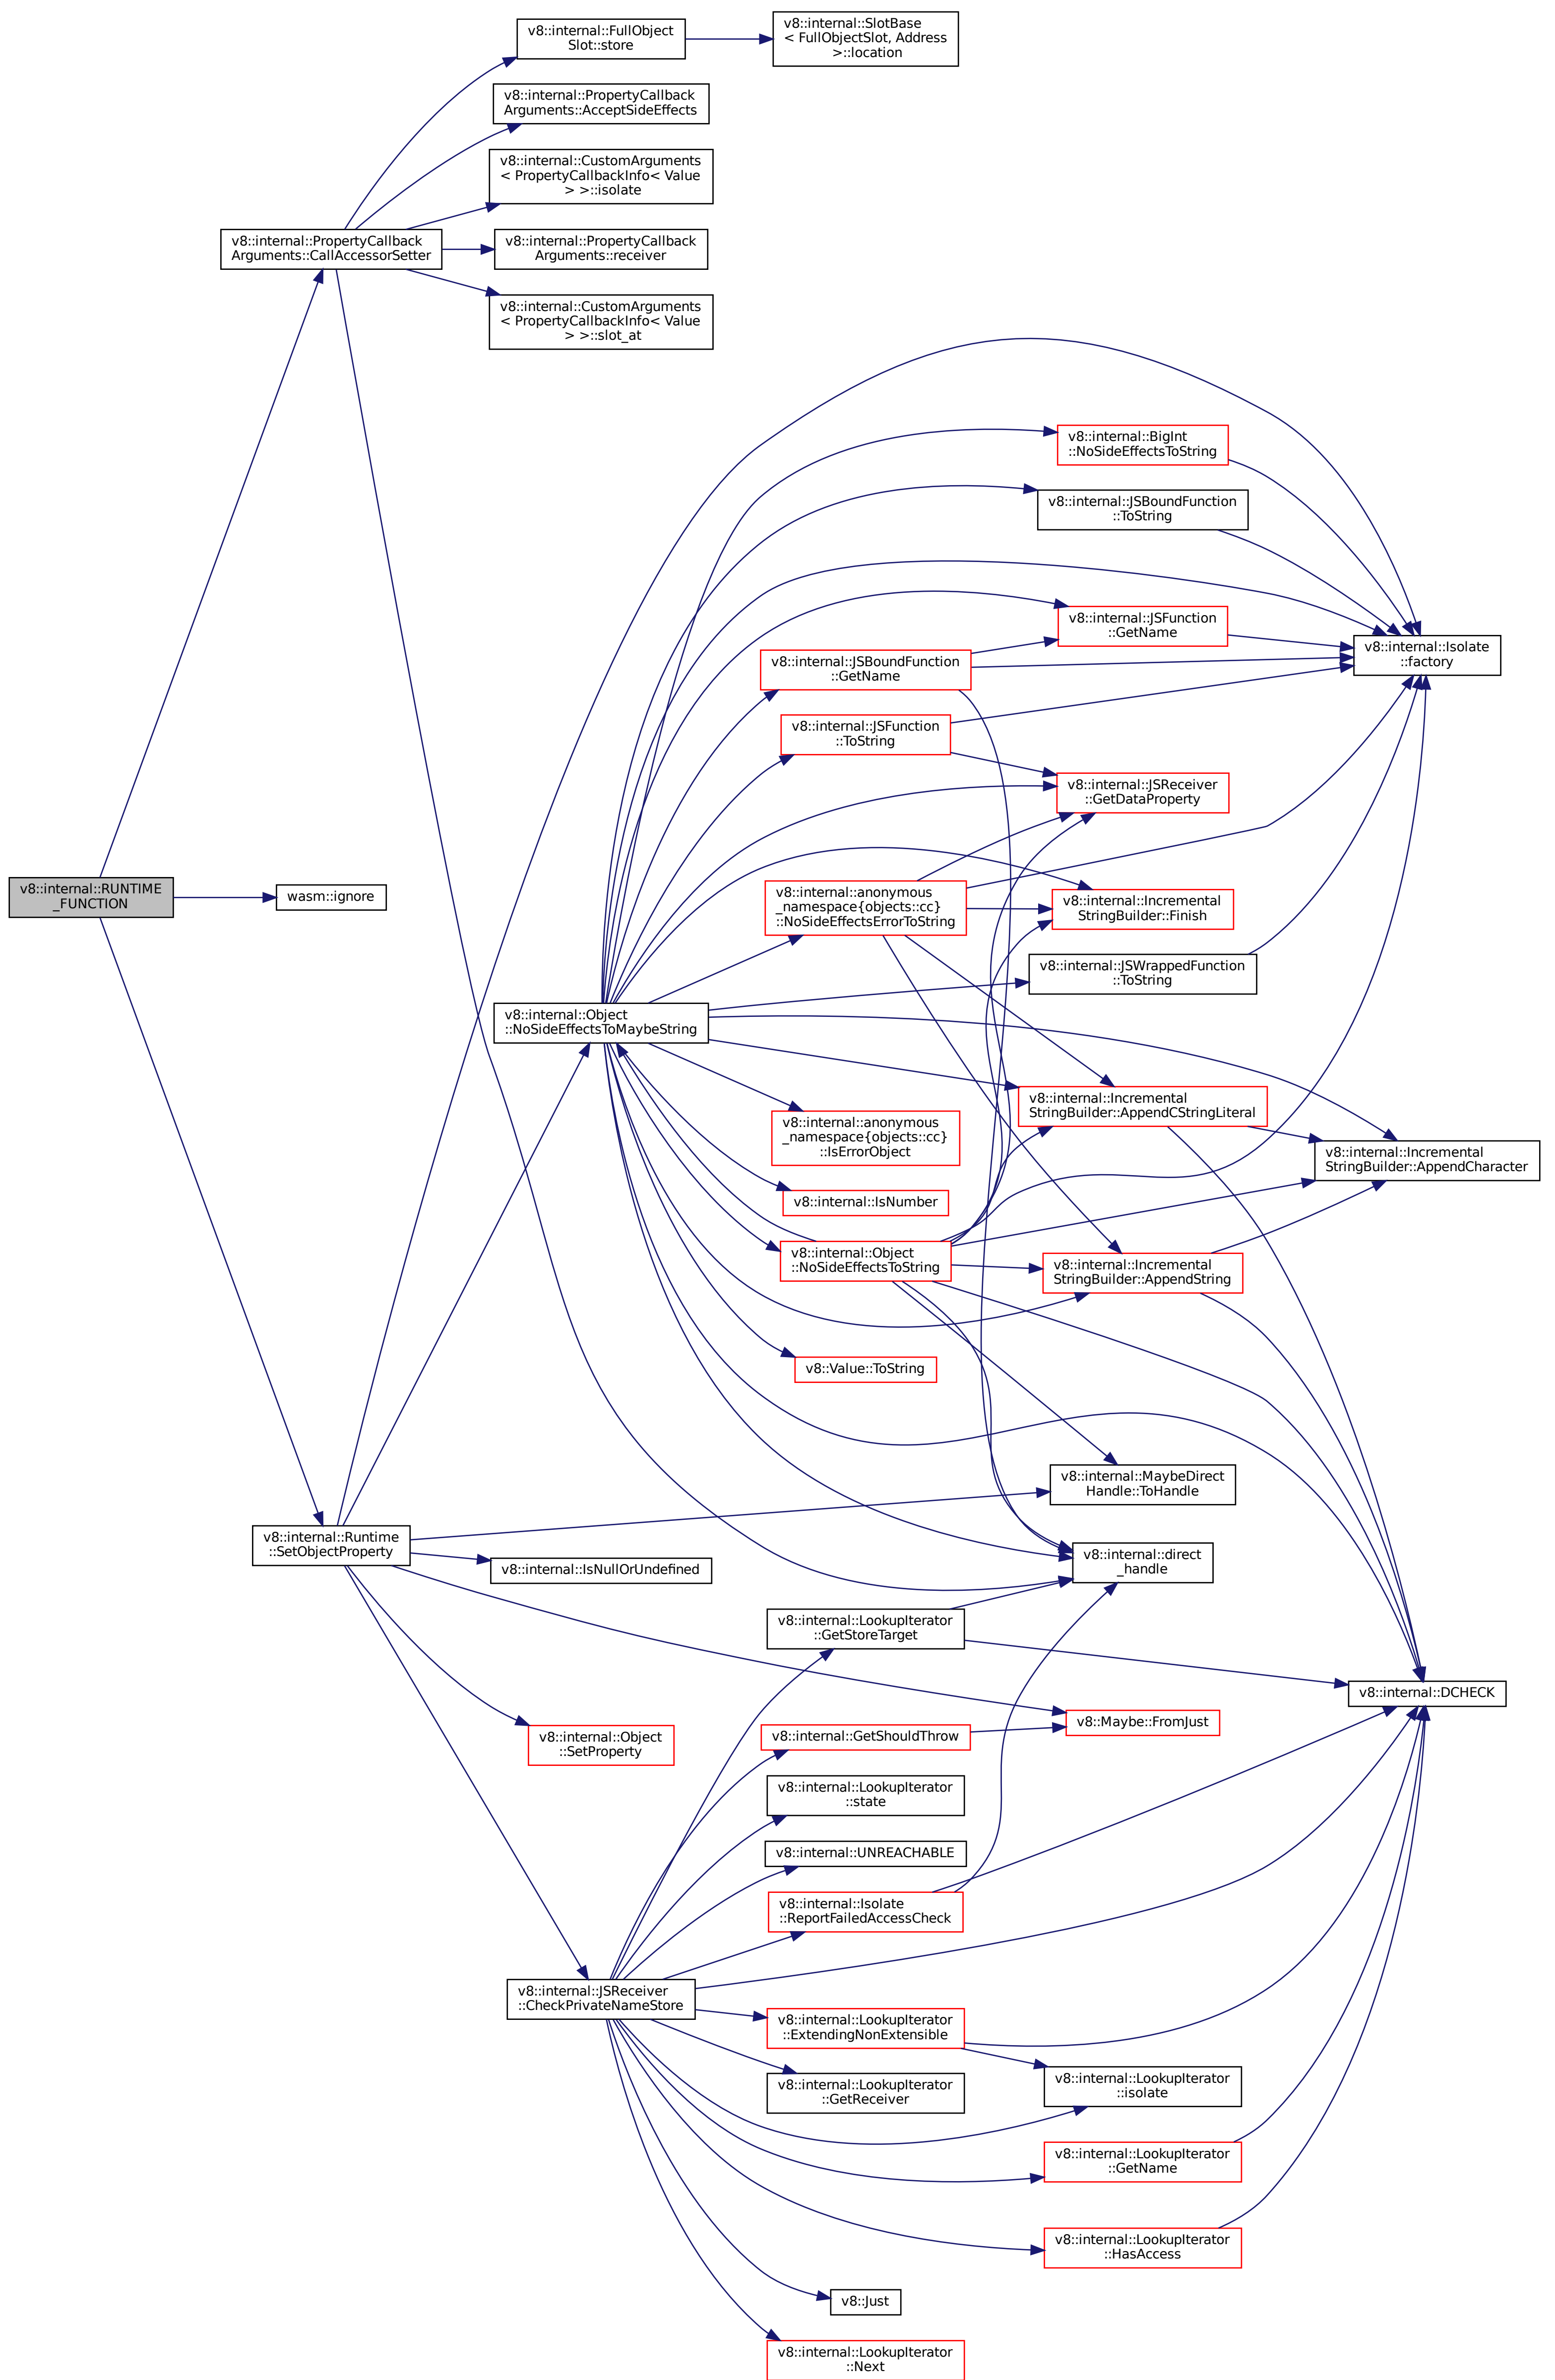 v8::internal::FullObject
Slot::store
v8::internal::SlotBase
< FullObjectSlot, Address
>::location
v8::internal::PropertyCallback
Arguments::AcceptSideEffects
v8::internal::CustomArguments
< PropertyCallbackInfo< Value
> >::isolate
v8::internal::PropertyCallback
Arguments::CallAccessorSetter
v8::internal::PropertyCallback
Arguments::receiver
v8::internal::CustomArguments
< PropertyCallbackInfo< Value
> >::slot_at
v8::internal::BigInt
::NoSideEffectsToString
v8::internal::JSBoundFunction
::ToString
v8::internal::JSFunction
::GetName
v8::internal::Isolate
::factory
v8::internal::JSBoundFunction
::GetName
v8::internal::JSFunction
::ToString
v8::internal::JSReceiver
::GetDataProperty
v8::internal::RUNTIME
_FUNCTION
wasm::ignore
v8::internal::anonymous
_namespace{objects::cc}
::NoSideEffectsErrorToString
v8::internal::Incremental
StringBuilder::Finish
v8::internal::JSWrappedFunction
::ToString
v8::internal::Object
::NoSideEffectsToMaybeString
v8::internal::Incremental
StringBuilder::AppendCStringLiteral
v8::internal::anonymous
_namespace{objects::cc}
::IsErrorObject
v8::internal::Incremental
StringBuilder::AppendCharacter
v8::internal::IsNumber
v8::internal::Object
::NoSideEffectsToString
v8::internal::Incremental
StringBuilder::AppendString
v8::Value::ToString
v8::internal::MaybeDirect
Handle::ToHandle
v8::internal::Runtime
::SetObjectProperty
v8::internal::IsNullOrUndefined
v8::internal::direct
_handle
v8::internal::LookupIterator
::GetStoreTarget
v8::internal::DCHECK
v8::internal::Object
::SetProperty
v8::internal::GetShouldThrow
v8::Maybe::FromJust
v8::internal::LookupIterator
::state
v8::internal::UNREACHABLE
v8::internal::Isolate
::ReportFailedAccessCheck
v8::internal::JSReceiver
::CheckPrivateNameStore
v8::internal::LookupIterator
::ExtendingNonExtensible
v8::internal::LookupIterator
::GetReceiver
v8::internal::LookupIterator
::isolate
v8::internal::LookupIterator
::GetName
v8::internal::LookupIterator
::HasAccess
v8::Just
v8::internal::LookupIterator
::Next